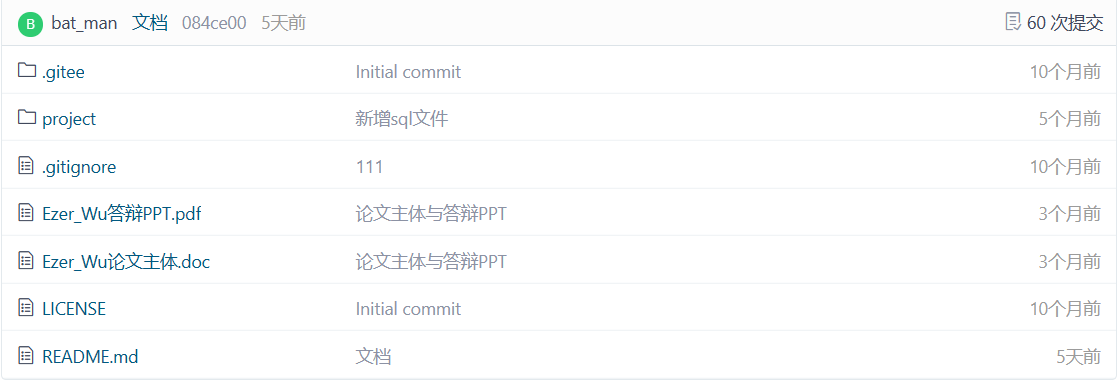 B bat_man 文档 084ce00 5天前 60 次提交
.gitee Initial commit 10个月前
project 新增sql文件 5个月前
.gitignore 111 10个月前
Ezer_Wu答辩PPT.pdf 论文主体与答辩PPT 3个月前
Ezer_Wu论文主体.doc 论文主体与答辩PPT 3个月前
LICENSE Initial commit 10个月前
README.md 文档 5天前